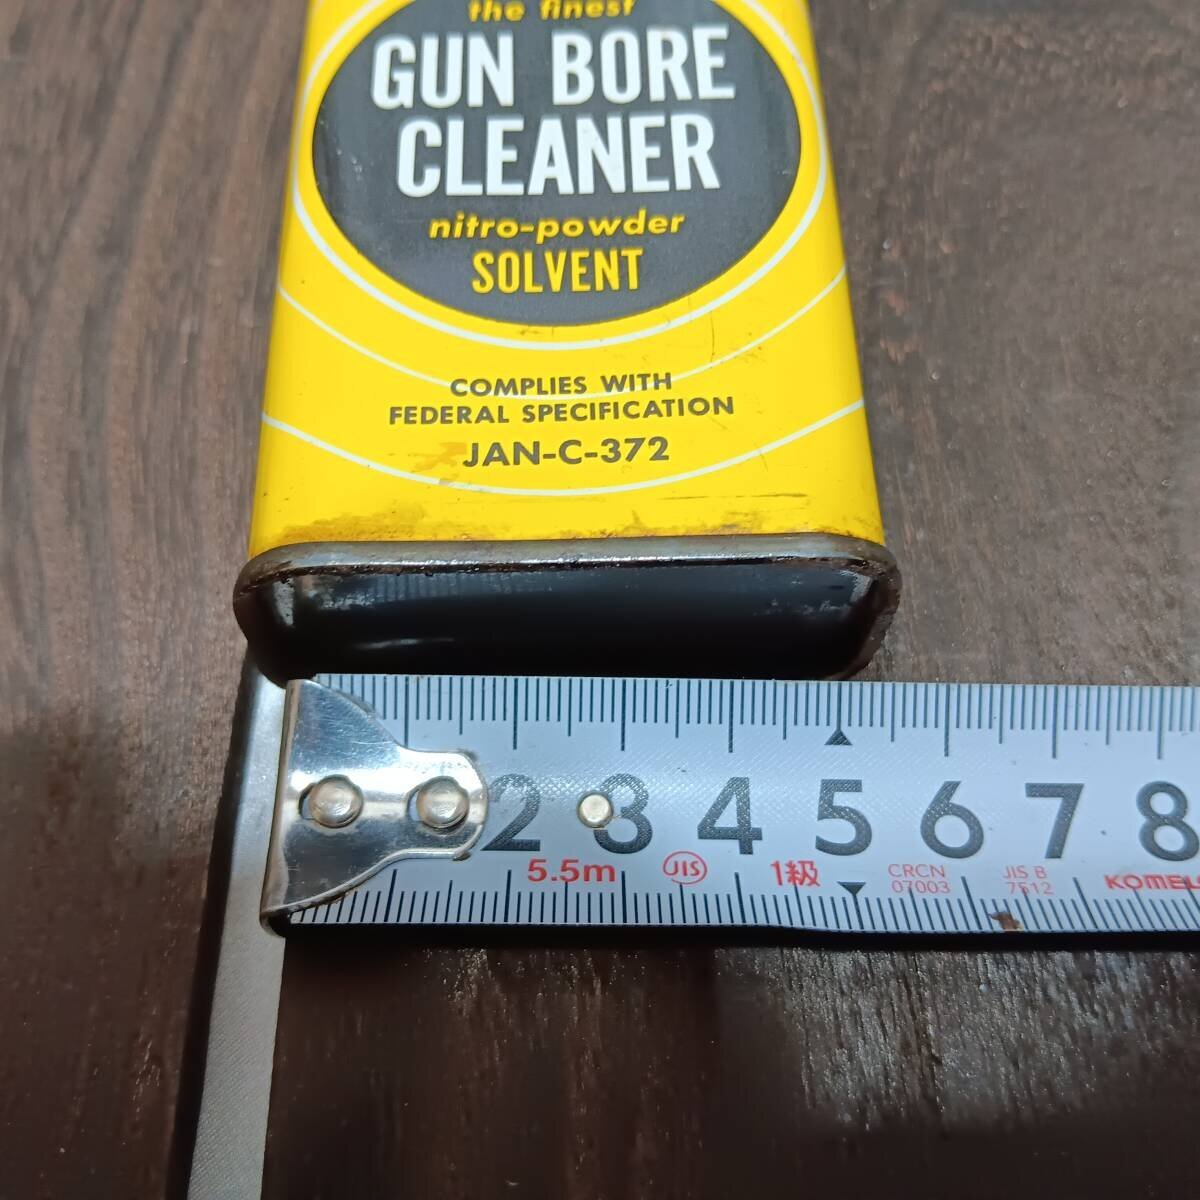 the finest
GUN BORE
CLEANER
nitro-powder
SOLVENT
COMPLIES WITH
FEDERAL SPECIFICATION
JAN-C-372
2 3 4 5 6 7 8
5.5m JIS 1級 CRCN 07003 JIS B 7512